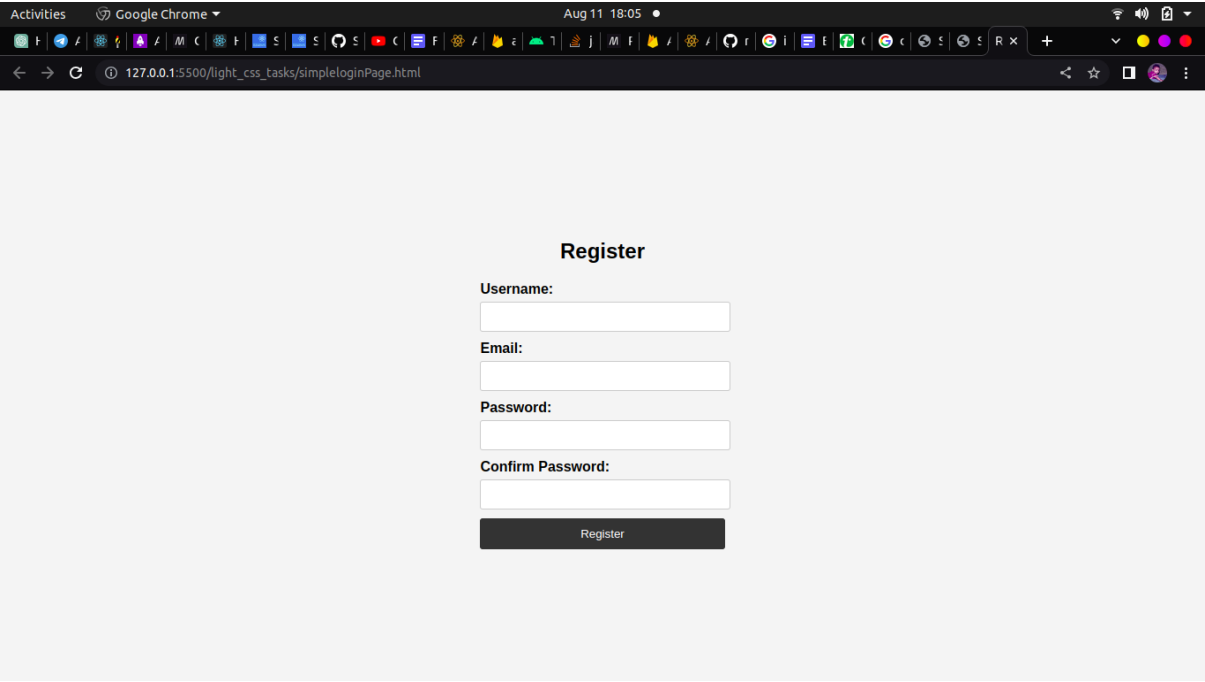 Activities Google Chrome Aug 11 18:05
127.0.0.1:5500/light_css_tasks/simpleloginPage.html
Register
Username:
Email:
Password:
Confirm Password:
Register